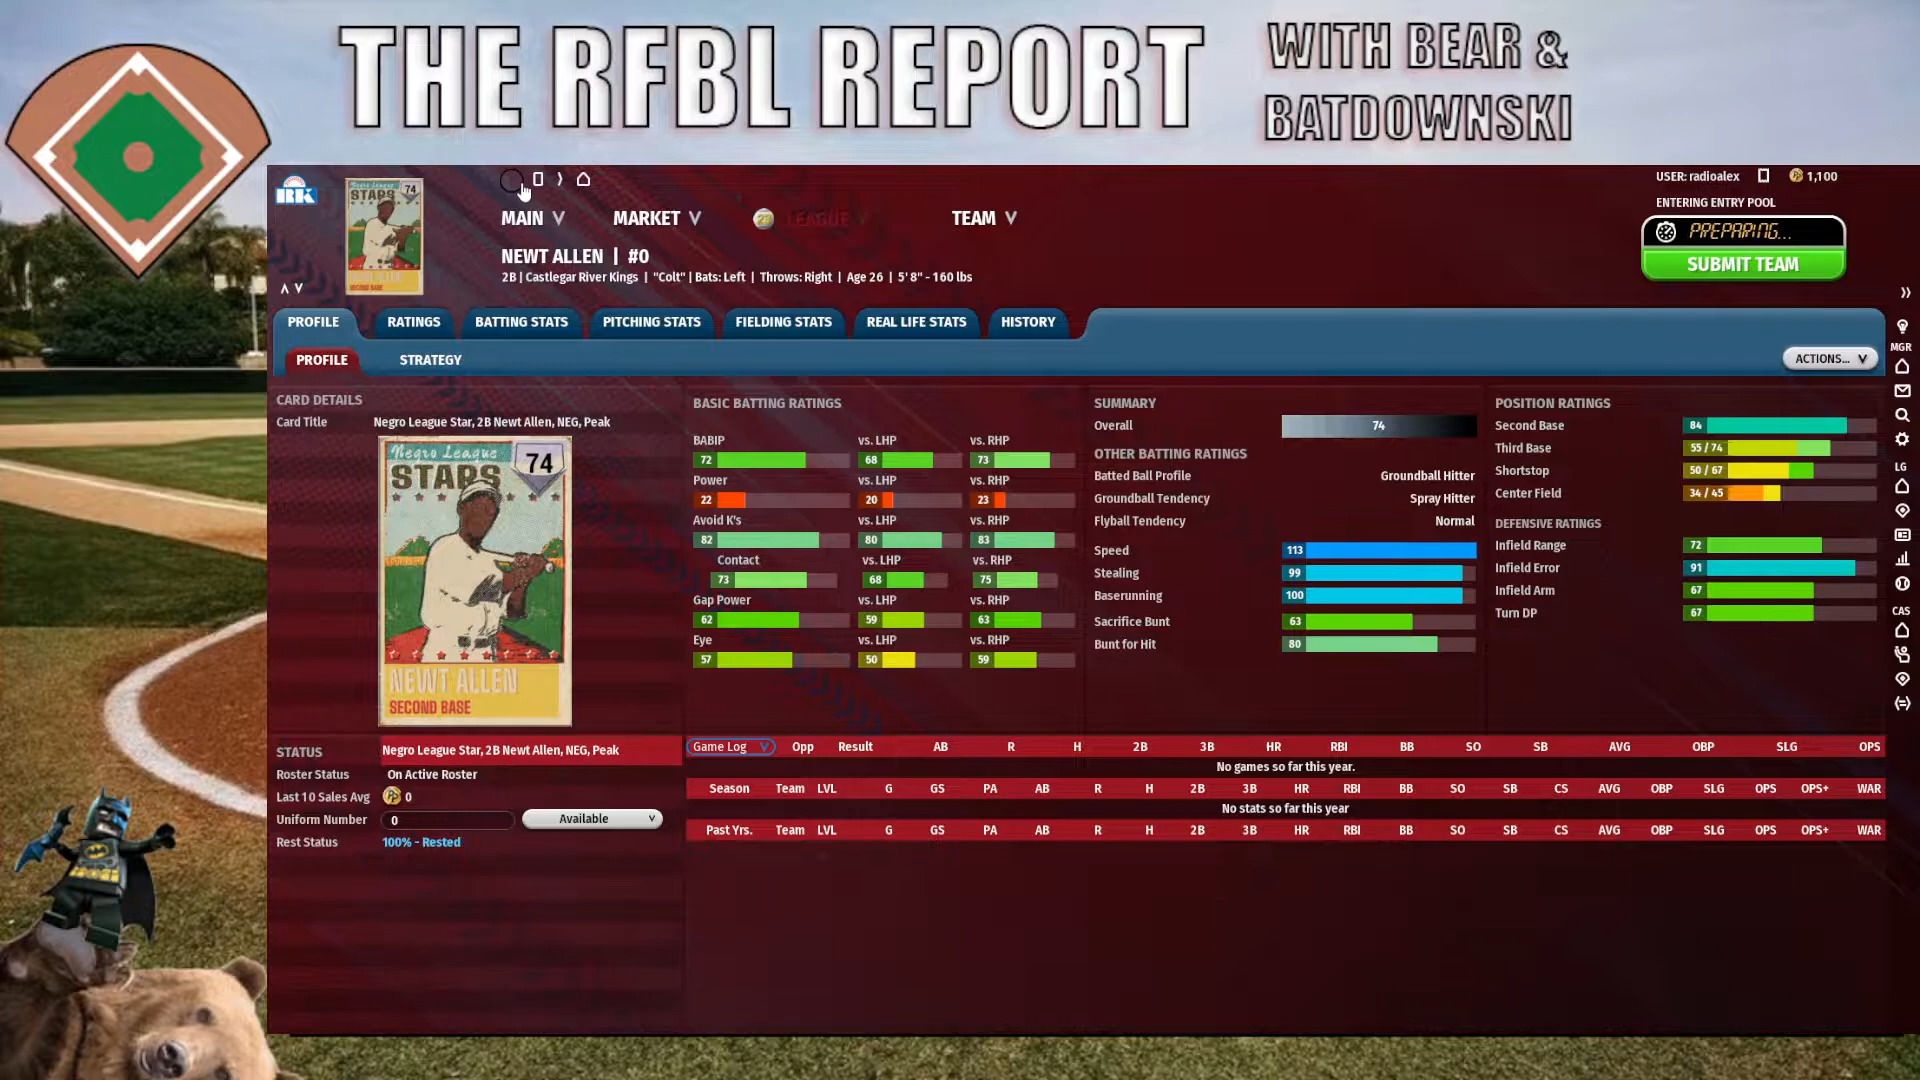 THE RFBL REPORT
WITH BEAR &
BATDOWNSKI
RK
Negro League
STARS 74
SECOND BASE
USER: radioalex 1,100
ENTERING ENTRY POOL
PREPARING...
SUBMIT TEAM
MAIN MARKET LEAGUE TEAM
NEWT ALLEN | #0
2B | Castlegar River Kings | "Colt" | Bats: Left | Throws: Right | Age 26 | 5' 8" - 160 lbs
PROFILE RATINGS BATTING STATS PITCHING STATS FIELDING STATS REAL LIFE STATS HISTORY
PROFILE STRATEGY ACTIONS...
CARD DETAILS
Card Title Negro League Star, 2B Newt Allen, NEG, Peak
Negro League
STARS 74
NEWT ALLEN
SECOND BASE
STATUS Negro League Star, 2B Newt Allen, NEG, Peak
Roster Status On Active Roster
Last 10 Sales Avg PP 0
Uniform Number 0 Available
Rest Status 100% - Rested
BASIC BATTING RATINGS
BABIP vs. LHP vs. RHP
72 68 73
Power vs. LHP vs. RHP
22 20 23
Avoid K's vs. LHP vs. RHP
82 80 83
Contact vs. LHP vs. RHP
73 68 75
Gap Power vs. LHP vs. RHP
62 59 63
Eye vs. LHP vs. RHP
57 50 59
SUMMARY
Overall 74
OTHER BATTING RATINGS
Batted Ball Profile Groundball Hitter
Groundball Tendency Spray Hitter
Flyball Tendency Normal
Speed 113
Stealing 99
Baserunning 100
Sacrifice Bunt 63
Bunt for Hit 80
POSITION RATINGS
Second Base 84
Third Base 55 / 74
Shortstop 50 / 67
Center Field 34 / 45
DEFENSIVE RATINGS
Infield Range 72
Infield Error 91
Infield Arm 67
Turn DP 67
Game Log Opp Result AB R H 2B 3B HR RBI BB SO SB AVG OBP SLG OPS
No games so far this year.
Season Team LVL G GS PA AB R H 2B 3B HR RBI BB SO SB CS AVG OBP SLG OPS OPS+ WAR
No stats so far this year
Past Yrs. Team LVL G GS PA AB R H 2B 3B HR RBI BB SO SB CS AVG OBP SLG OPS OPS+ WAR
MGR
LG
CAS